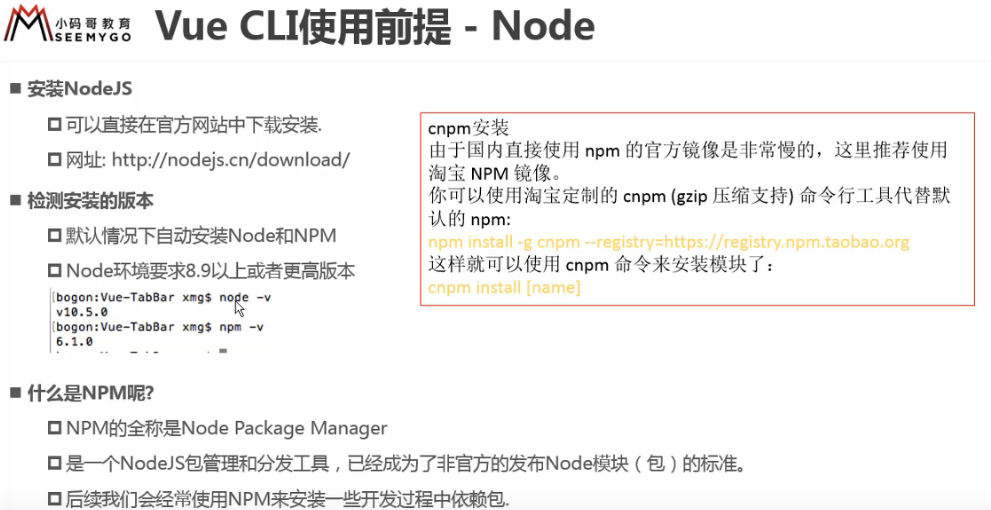 小码哥教育
SEEMYGO
Vue CLI使用前提 - Node
安装NodeJS
可以直接在官方网站中下载安装.
网址: http://nodejs.cn/download/
检测安装的版本
默认情况下自动安装Node和NPM
Node环境要求8.9以上或者更高版本
[bogon:Vue-TabBar xmg$ node -v
v10.5.0
[bogon:Vue-TabBar xmg$ npm -v
6.1.0
什么是NPM呢?
NPM的全称是Node Package Manager
是一个NodeJS包管理和分发工具，已经成为了非官方的发布Node模块（包）的标准。
后续我们会经常使用NPM来安装一些开发过程中依赖包.
cnpm安装
由于国内直接使用 npm 的官方镜像是非常慢的，这里推荐使用
淘宝 NPM 镜像。
你可以使用淘宝定制的 cnpm (gzip 压缩支持) 命令行工具代替默
认的 npm:
npm install -g cnpm --registry=https://registry.npm.taobao.org
这样就可以使用 cnpm 命令来安装模块了：
cnpm install [name]